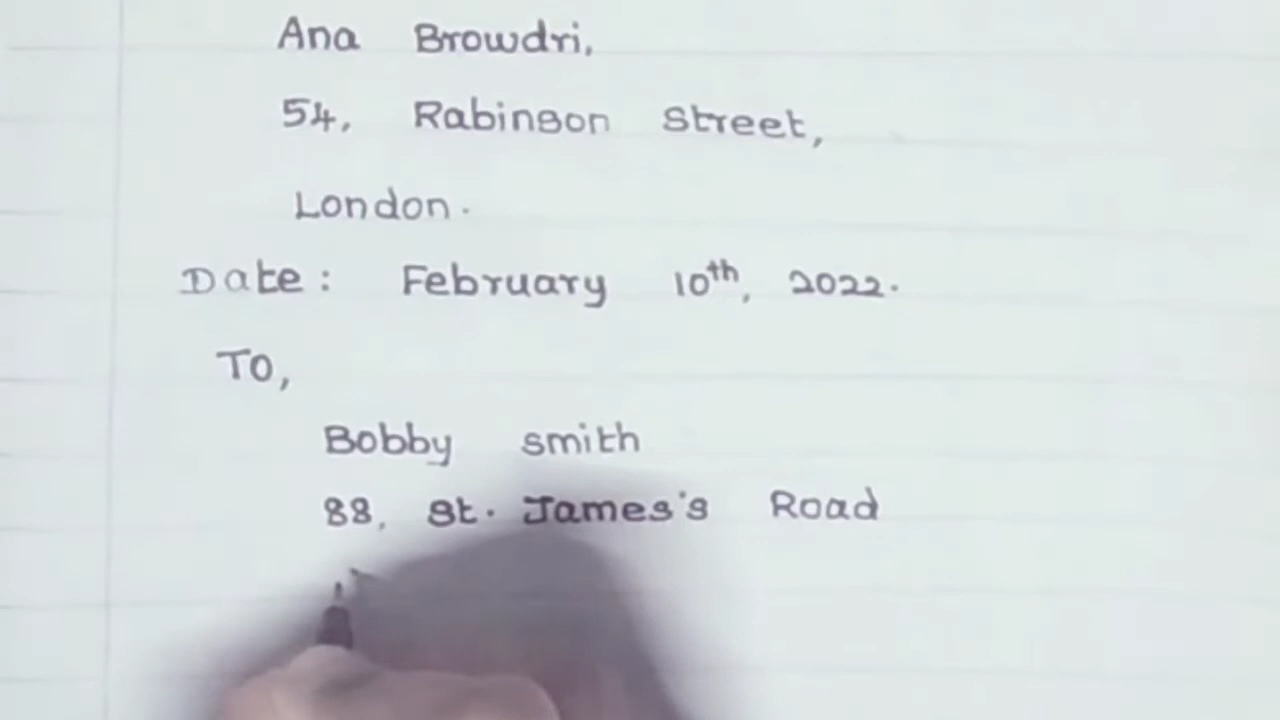 Ana Browdri,
54, Rabinson Street,
London.
Date: February 10th, 2022.
TO,
Bobby smith
88, St. James's Road